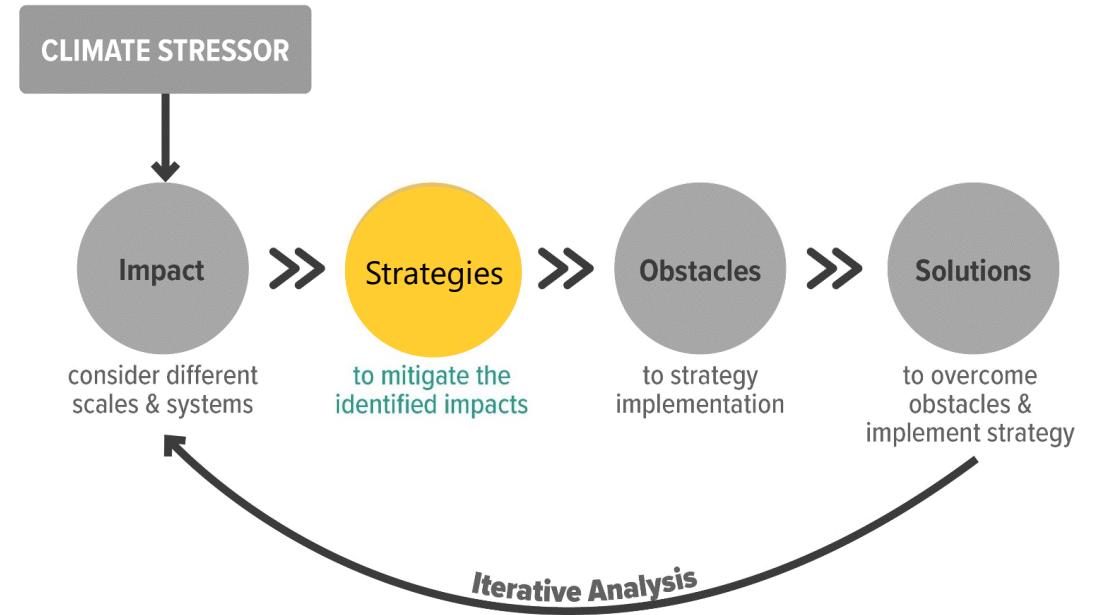 CLIMATE STRESSOR
Impact
consider different
scales & systems
Strategies
to mitigate the
identified impacts
Obstacles
to strategy
implementation
Solutions
to overcome
obstacles &
implement strategy
Iterative Analysis